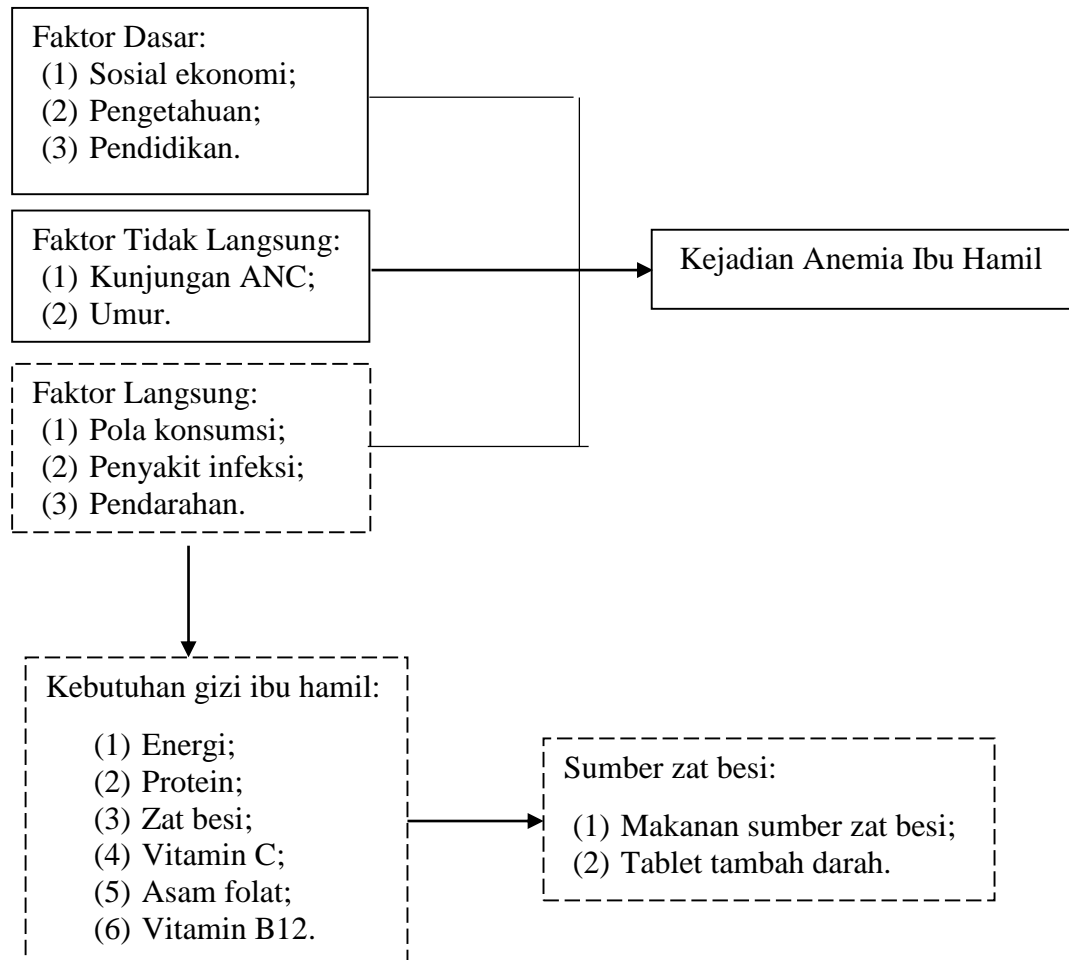 Faktor Dasar:
(1) Sosial ekonomi;
(2) Pengetahuan;
(3) Pendidikan.
Faktor Tidak Langsung:
(1) Kunjungan ANC;
(2) Umur.
Kejadian Anemia Ibu Hamil
Faktor Langsung:
(1) Pola konsumsi;
(2) Penyakit infeksi;
(3) Pendarahan.
Kebutuhan gizi ibu hamil:
(1) Energi;
(2) Protein;
(3) Zat besi;
(4) Vitamin C;
(5) Asam folat;
(6) Vitamin B12.
Sumber zat besi:
(1) Makanan sumber zat besi;
(2) Tablet tambah darah.